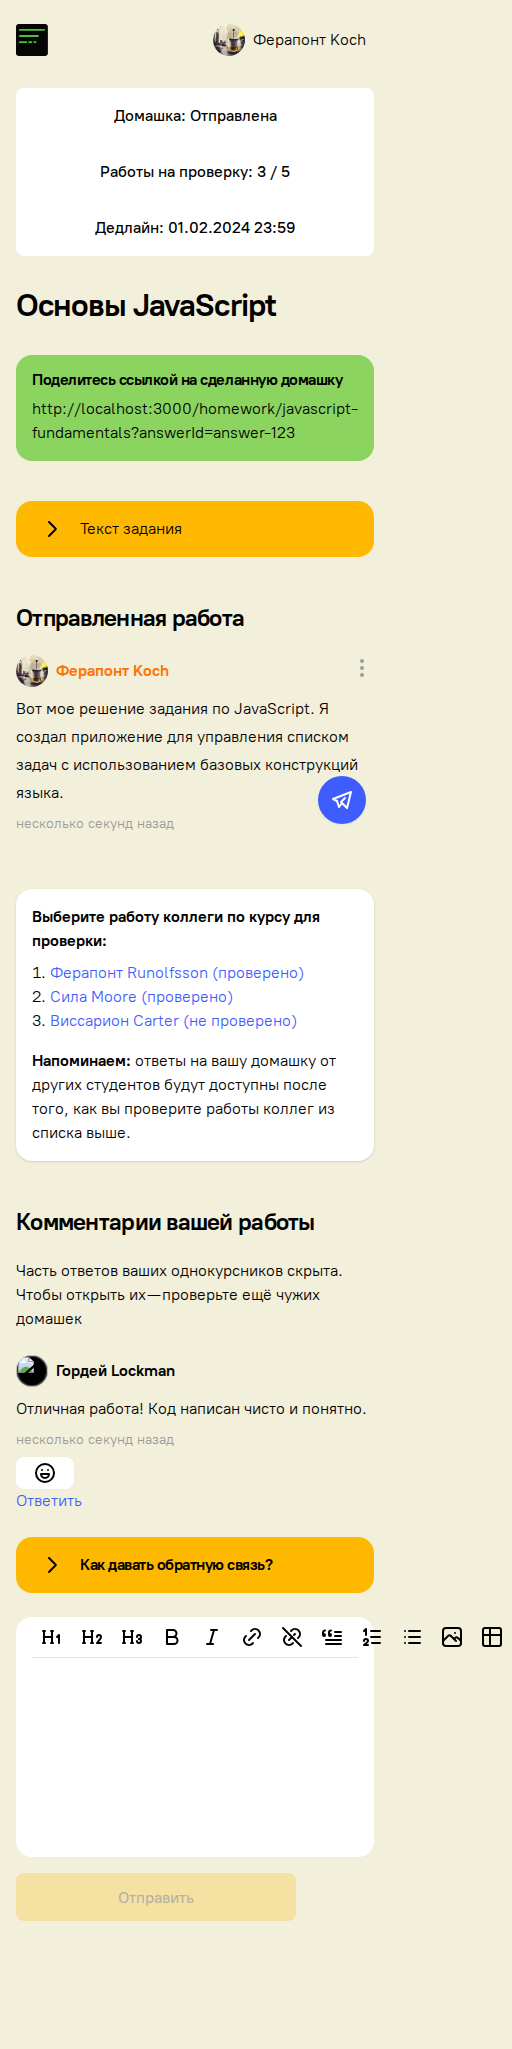 Ферапонт Koch
Домашка: Отправлена
Работы на проверку: 3 / 5
Дедлайн: 01.02.2024 23:59
Основы JavaScript
Поделитесь ссылкой на сделанную домашку
http://localhost:3000/homework/javascript-
fundamentals?answerId=answer-123
Текст задания
Отправленная работа
Ферапонт Koch
Вот мое решение задания по JavaScript. Я
создал приложение для управления списком
задач с использованием базовых конструкций
языка.
несколько секунд назад
Выберите работу коллеги по курсу для
проверки:
1. Ферапонт Runolfsson (проверено)
2. Сила Moore (проверено)
3. Виссарион Carter (не проверено)
Напоминаем: ответы на вашу домашку от
других студентов будут доступны после
того, как вы проверите работы коллег из
списка выше.
Комментарии вашей работы
Часть ответов ваших однокурсников скрыта.
Чтобы открыть их — проверьте ещё чужих
домашек
Гордей Lockman
Отличная работа! Код написан чисто и понятно.
несколько секунд назад
Ответить
Как давать обратную связь?
H1 H2 H3 B I
Отправить